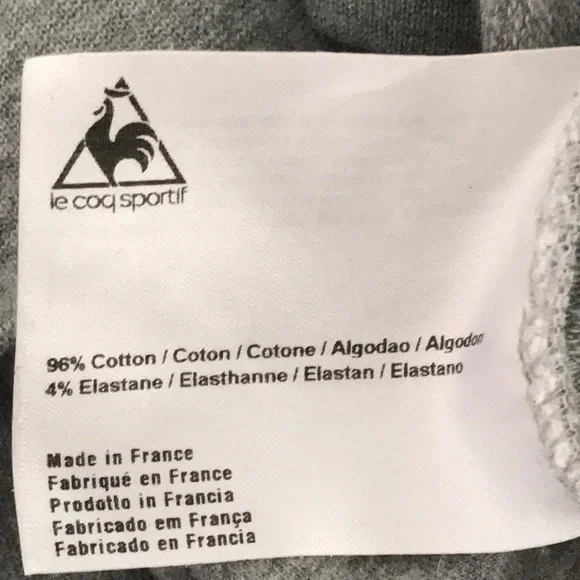 le coq sportif
96% Cotton / Coton / Cotone / Algodao / Algodon
4% Elastane / Elasthanne / Elastan / Elastano
Made in France
Fabriqué en France
Prodotto in Francia
Fabricado em França
Fabricado en Francia